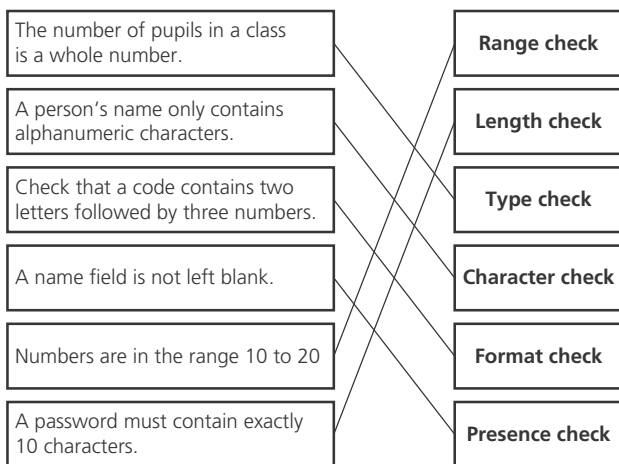 The number of pupils in a class
is a whole number.
Range check
A person’s name only contains
alphanumeric characters.
Length check
Check that a code contains two
letters followed by three numbers.
Type check
A name field is not left blank.
Character check
Numbers are in the range 10 to 20
Format check
A password must contain exactly
10 characters.
Presence check